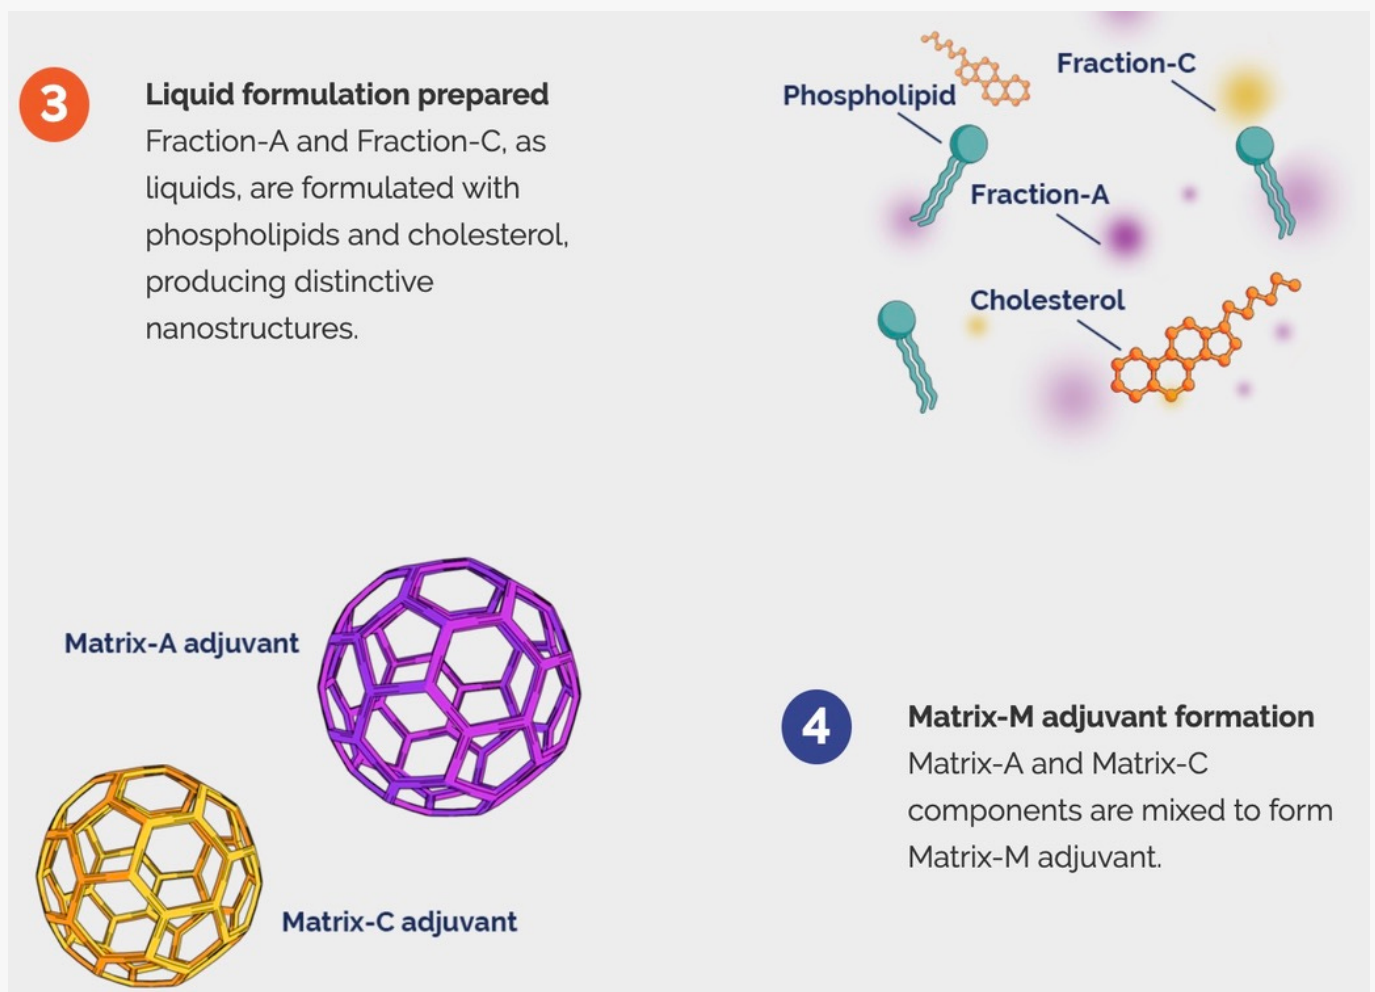 3
Liquid formulation prepared
Fraction-A and Fraction-C, as
liquids, are formulated with
phospholipids and cholesterol,
producing distinctive
nanostructures.
Fraction-C
Phospholipid
Fraction-A
Cholesterol
Matrix-A adjuvant
Matrix-C adjuvant
4
Matrix-M adjuvant formation
Matrix-A and Matrix-C
components are mixed to form
Matrix-M adjuvant.